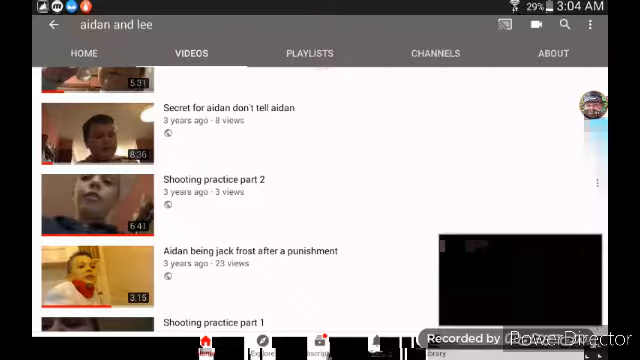 29% 3:04 AM
aidan and lee
HOME VIDEOS PLAYLISTS CHANNELS ABOUT
5:31
Secret for aidan don't tell aidan
3 years ago · 8 views
8:36
Shooting practice part 2
3 years ago · 3 views
6:41
Aidan being jack frost after a punishment
3 years ago · 23 views
3:15
Shooting practice part 1
Recorded by
PowerDirector